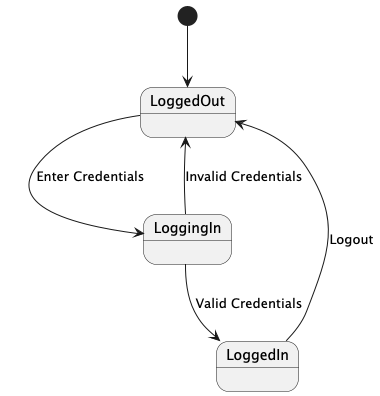 LoggedOut
Enter Credentials
Invalid Credentials
LoggingIn
Logout
Valid Credentials
LoggedIn